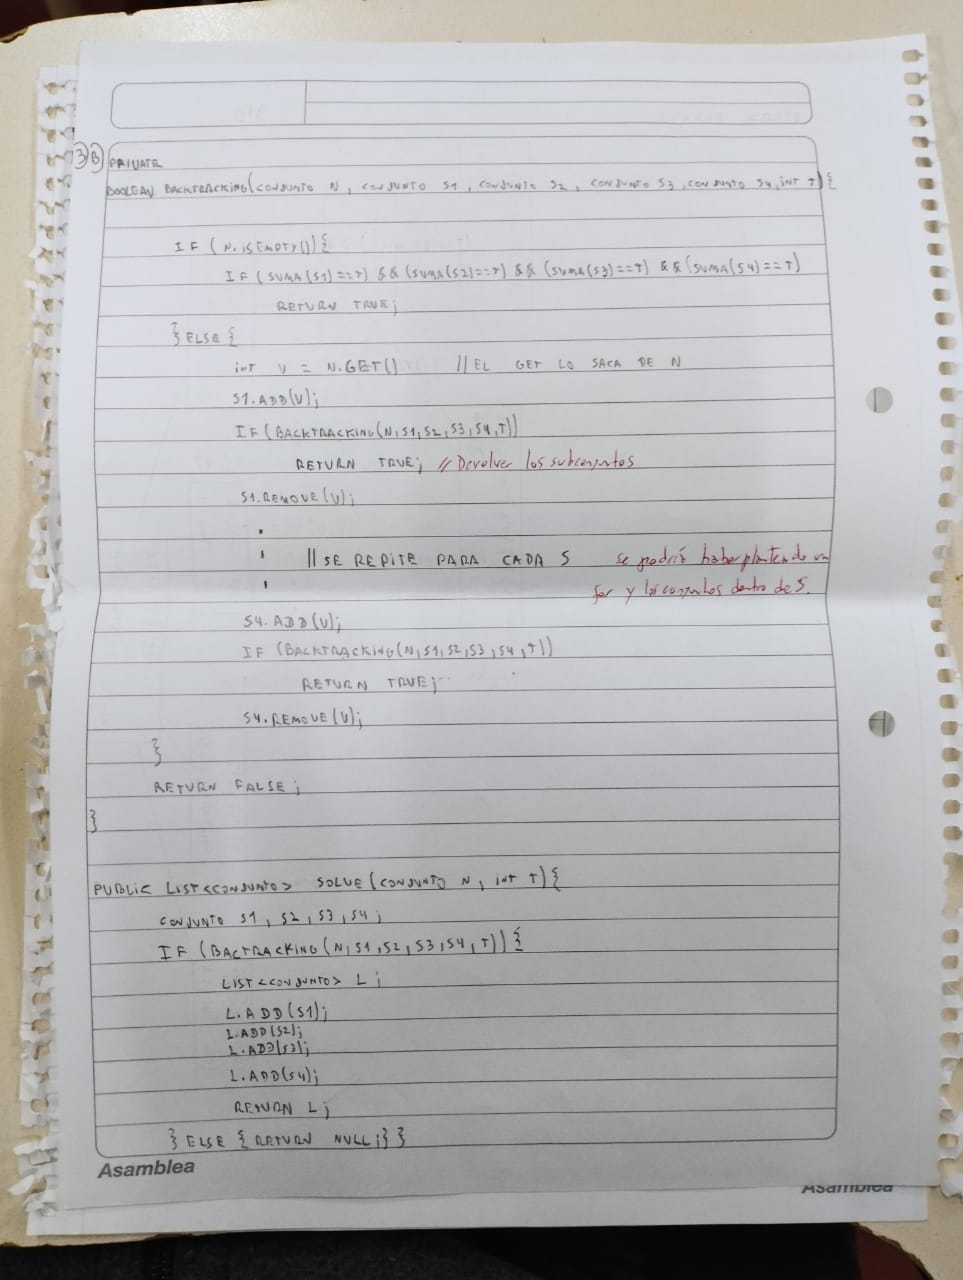 3)B) PRIVATE
BOOLEAN BACKTRACKING(CONJUNTO N, CONJUNTO S1, CONJUNTO S2, CONJUNTO S3, CONJUNTO S4, INT T){
IF (N.ISEMPTY()){
IF (SUMA(S1)==T) && (SUMA(S2)==T) && (SUMA(S3)==T) && (SUMA(S4)==T)
RETURN TRUE;
}ELSE{
INT V = N.GET() //EL GET LO SACA DE N
S1.ADD(V);
IF(BACKTRACKING(N,S1,S2,S3,S4,T))
RETURN TRUE; // Devolver los subconjuntos
S1.REMOVE(V);
// SE REPITE PARA CADA S se podría haber planteado un
for y los conjuntos dentro de S.
S4.ADD(V);
IF (BACKTRACKING(N,S1,S2,S3,S4,T))
RETURN TRUE;
S4.REMOVE(V);
}
RETURN FALSE;
}
PUBLIC LIST<CONJUNTO> SOLVE(CONJUNTO N, INT T){
CONJUNTO S1, S2, S3, S4;
IF (BACTRACKING(N,S1,S2,S3,S4,T)){
LIST<CONJUNTO> L;
L.ADD(S1);
L.ADD(S2);
L.ADD(S3);
L.ADD(S4);
RETURN L;
} ELSE { RETURN NULL;}}
Asamblea
Asamblea